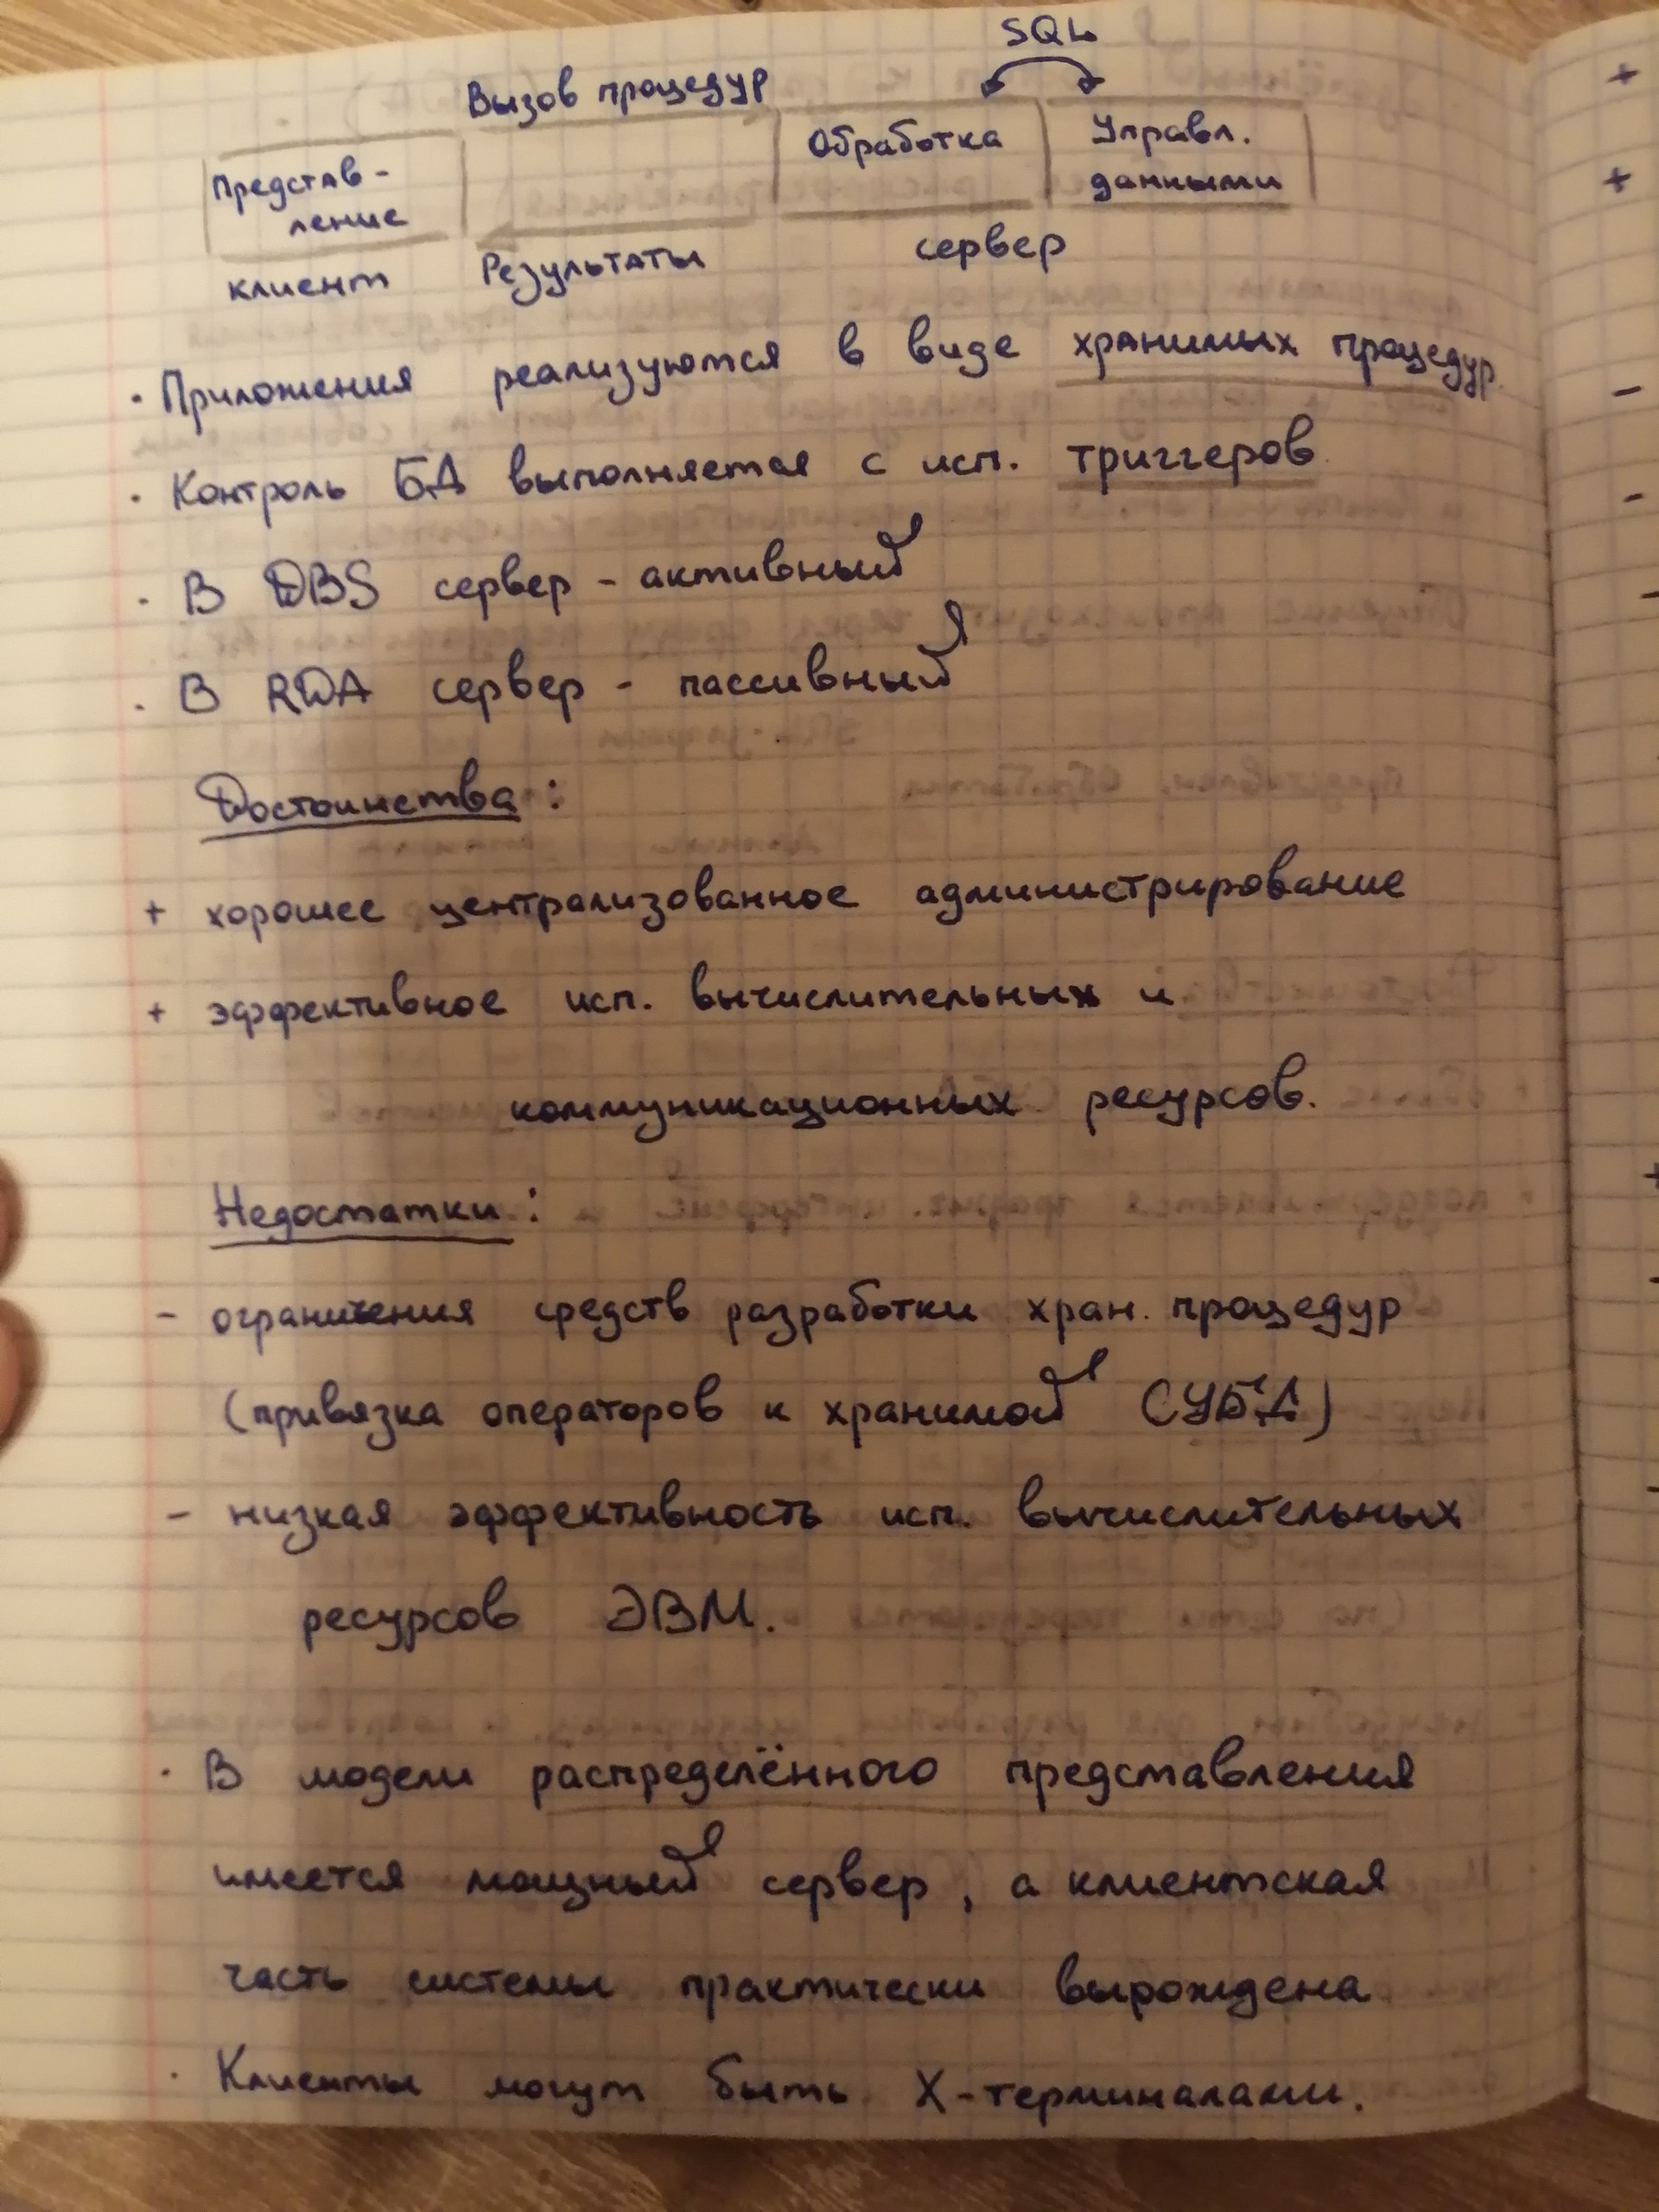 SQL
Вызов процедур
Обработка
Управл.
данными
Представ-
ление
сервер
клиент
Результаты
· Приложения реализуются в виде хранимых процедур.
· Контроль БД выполняется с исп. триггеров.
· В DBS сервер - активный
· В RDA сервер - пассивный
Достоинства:
+ хорошее централизованное администрирование
+ эффективное исп. вычислительных и
коммуникационных ресурсов.
Недостатки:
- ограничения средств разработки хран. процедур
(привязка операторов к хранимой СУБД)
- низкая эффективность исп. вычислительных
ресурсов ЭВМ.
· В модели распределённого представления
имеется мощный сервер, а клиентская
часть системы практически вырождена
· Клиенты могут быть X-терминалами.
+
+
-
-
-
+
-
-